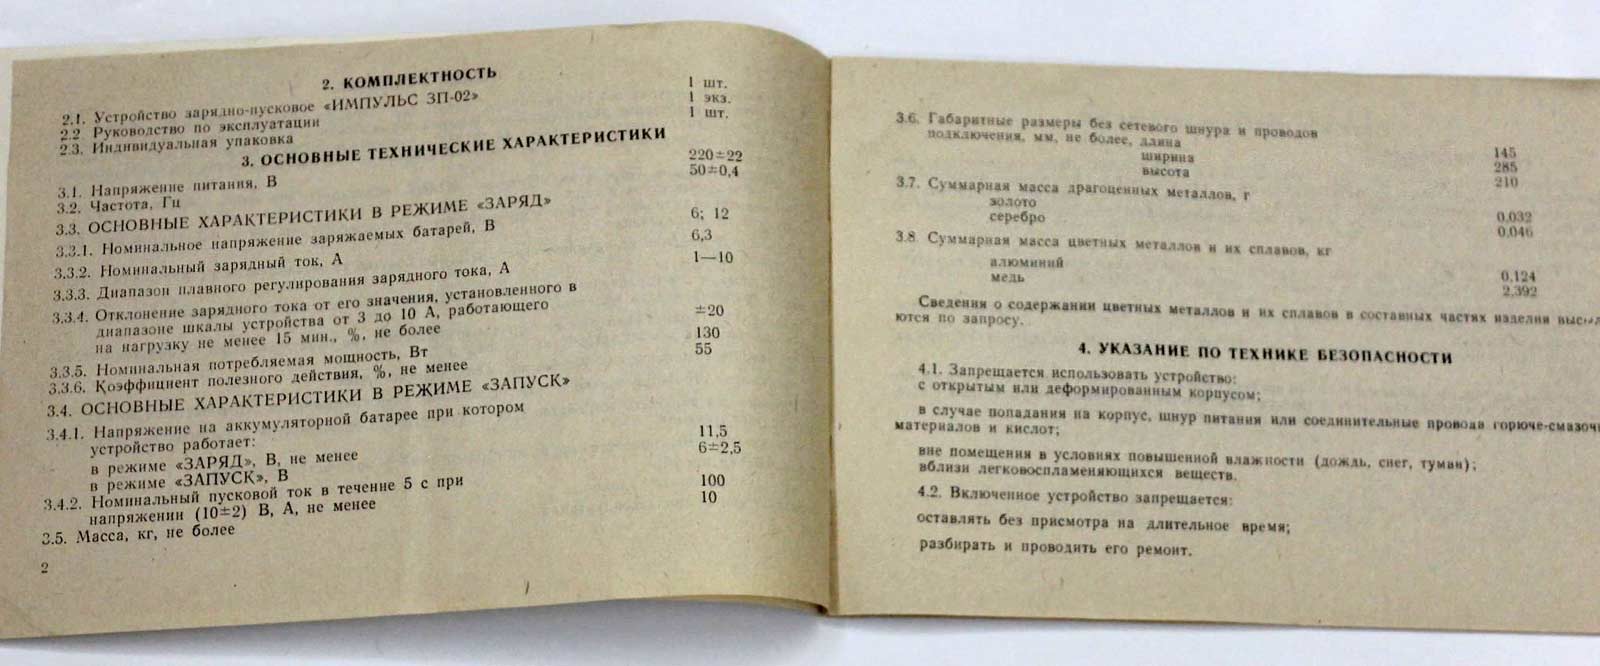 2. КОМПЛЕКТНОСТЬ
2.1. Устройство зарядно-пусковое «ИМПУЛЬС ЗП-02» 1 шт.
2.2 Руководство по эксплуатации 1 экз.
2.3. Индивидуальная упаковка 1 шт.
3. ОСНОВНЫЕ ТЕХНИЧЕСКИЕ ХАРАКТЕРИСТИКИ
3.1. Напряжение питания, В 220±22
3.2. Частота, Гц 50±0,4
3.3. ОСНОВНЫЕ ХАРАКТЕРИСТИКИ В РЕЖИМЕ «ЗАРЯД»
3.3.1. Номинальное напряжение заряжаемых батарей, В 6; 12
3.3.2. Номинальный зарядный ток, А 6,3
3.3.3. Диапазон плавного регулирования зарядного тока, А 1—10
3.3.4. Отклонение зарядного тока от его значения, установленного в
диапазоне шкалы устройства от 3 до 10 А, работающего
на нагрузку не менее 15 мин., %, не более ±20
3.3.5. Номинальная потребляемая мощность, Вт 130
3.3.6. Коэффициент полезного действия, %, не менее 55
3.4. ОСНОВНЫЕ ХАРАКТЕРИСТИКИ В РЕЖИМЕ «ЗАПУСК»
3.4.1. Напряжение на аккумуляторной батарее при котором
устройство работает:
в режиме «ЗАРЯД», В, не менее 11,5
в режиме «ЗАПУСК», В 6±2,5
3.4.2. Номинальный пусковой ток в течение 5 с при
напряжении (10±2) В, А, не менее 100
3.5. Масса, кг, не более 10
2
3.6. Габаритные размеры без сетевого шнура и проводов
подключения, мм, не более, длина 145
ширина 285
высота 210
3.7. Суммарная масса драгоценных металлов, г
золото 0,032
серебро 0,046
3.8 Суммарная масса цветных металлов и их сплавов, кг
алюминий 0,124
медь 2,392
Сведения о содержании цветных металлов и их сплавов в составных частях изделия
ются по запросу.
4. УКАЗАНИЕ ПО ТЕХНИКЕ БЕЗОПАСНОСТИ
4.1. Запрещается использовать устройство:
с открытым или деформированным корпусом;
в случае попадания на корпус, шнур питания или соединительные провода горюче-смазоч
материалов и кислот;
вне помещения в условиях повышенной влажности (дождь, снег, туман);
вблизи легковоспламеняющихся веществ.
4.2. Включенное устройство запрещается:
оставлять без присмотра на длительное время;
разбирать и проводить его ремонт.